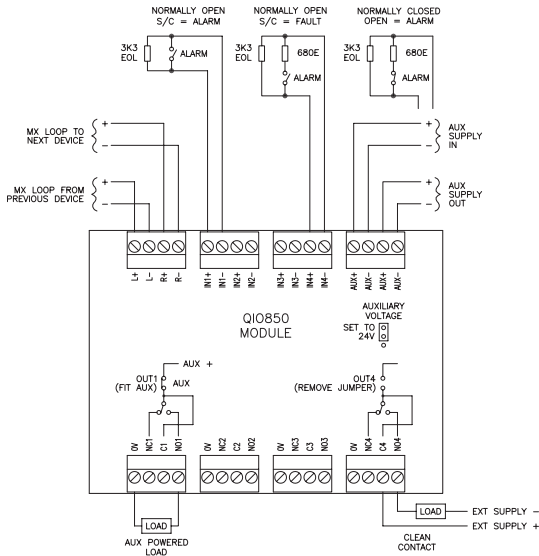 NORMALLY OPEN
S/C = ALARM
NORMALLY OPEN
S/C = FAULT
NORMALLY CLOSED
OPEN = ALARM
3K3
EOL
ALARM
3K3
EOL
680E
ALARM
3K3
EOL
680E
ALARM
MX LOOP TO
NEXT DEVICE
+
-
+
-
AUX
SUPPLY
IN
MX LOOP FROM
PREVIOUS DEVICE
+
-
+
-
AUX
SUPPLY
OUT
L+
L-
R+
R-
IN1+
IN1-
IN2+
IN2-
IN3+
IN3-
IN4+
IN4-
AUX+
AUX-
AUX+
AUX-
QIO850
MODULE
AUXILIARY
VOLTAGE
SET TO
24V
AUX +
OUT1
(FIT AUX)
AUX
OUT4
(REMOVE JUMPER)
0V
NC1
C1
NO1
0V
NC2
C2
NO2
0V
NC3
C3
NO3
0V
NC4
C4
NO4
LOAD
AUX POWERED
LOAD
LOAD
EXT SUPPLY -
EXT SUPPLY +
CLEAN
CONTACT